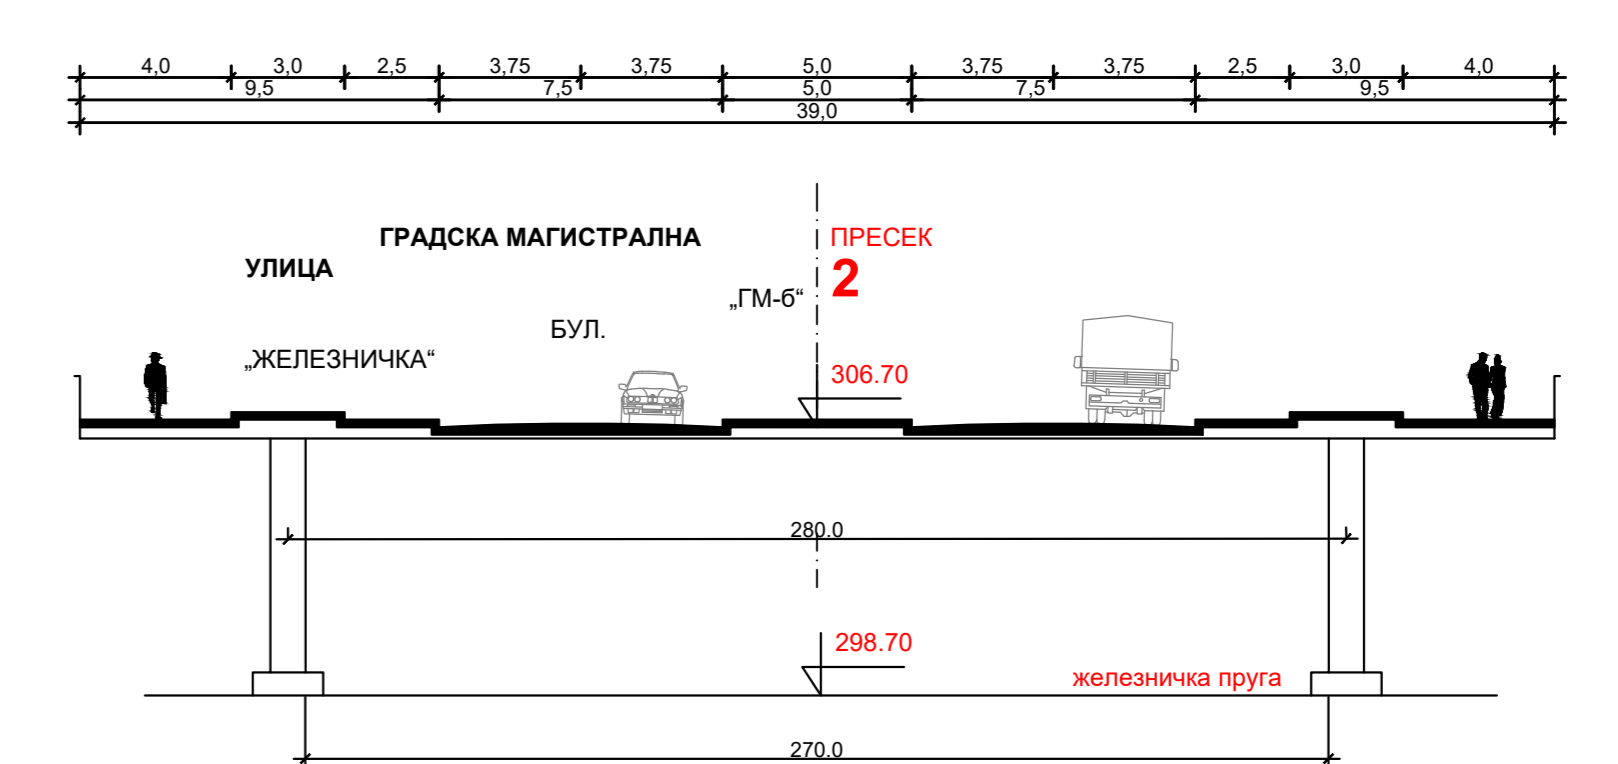 4,0 3,0 2,5 3,75 3,75 5,0 3,75 3,75 2,5 3,0 4,0
9,5 7,5 5,0 7,5 9,5
39,0
ГРАДСКА МАГИСТРАЛНА
ПРЕСЕК
УЛИЦА
2
„ГМ-б“
БУЛ.
„ЖЕЛЕЗНИЧКА“
306.70
280.0
298.70
железничка пруга
270.0